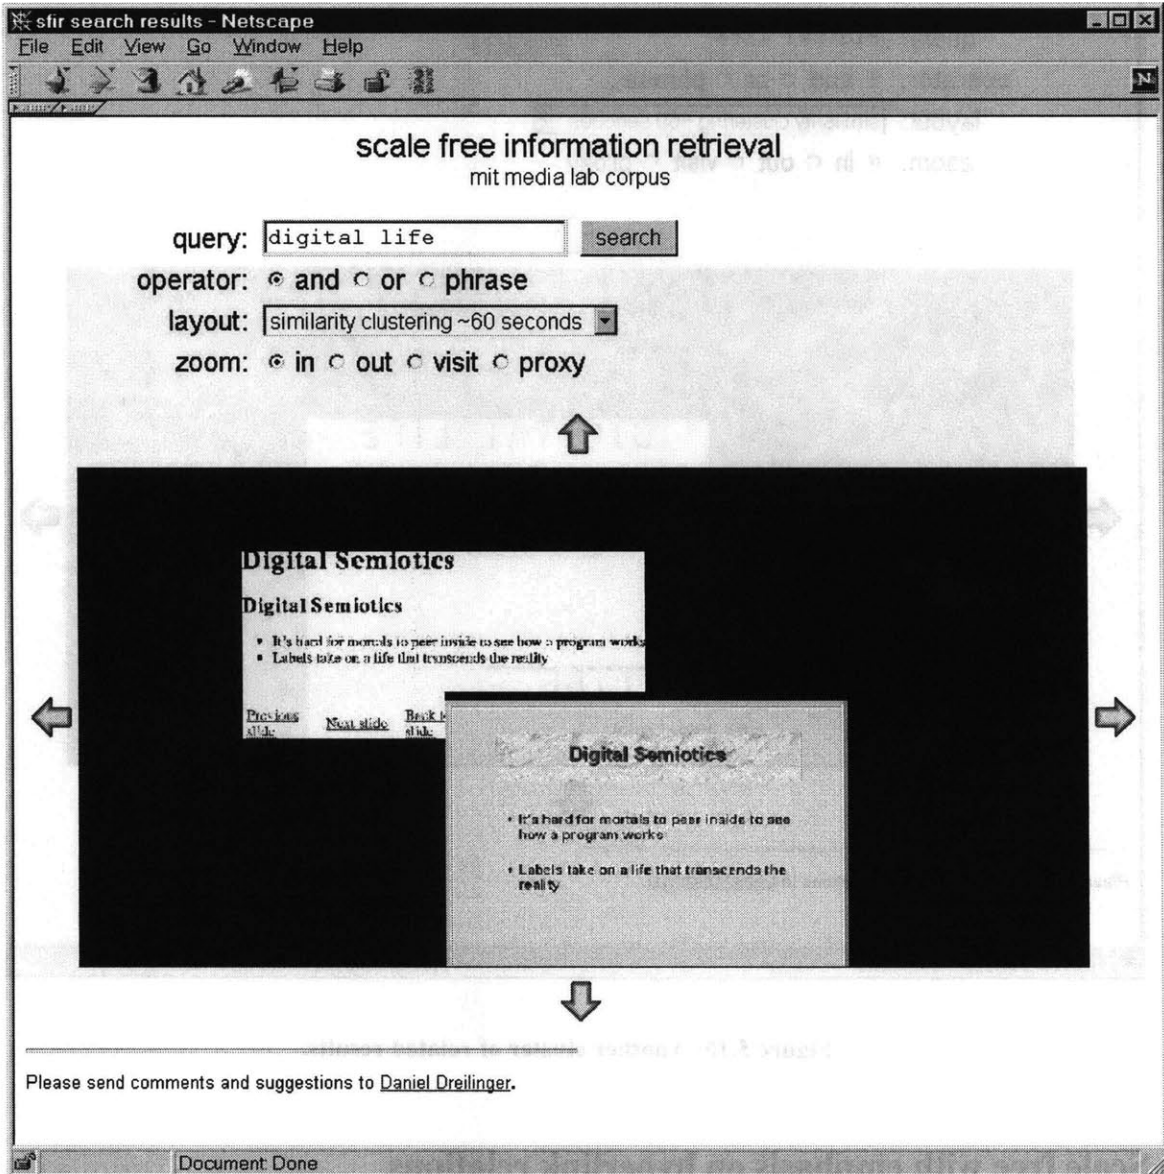 sfir search results - Netscape
File Edit View Go Window Help
scale free information retrieval
mit media lab corpus
query: digital life search
operator: and or phrase
layout: similarity clustering ~60 seconds
zoom: in out visit proxy
Digital Semiotics
Digital Semiotics
• It's hard for mortals to peer inside to see how a program works
• Labels take on a life that transcends the reality
Previous slide Next slide Back
slide
Digital Semiotics
• It's hard for mortals to peer inside to see
how a program works
• Labels take on a life that transcends the
reality
Please send comments and suggestions to Daniel Dreilinger.
Document: Done